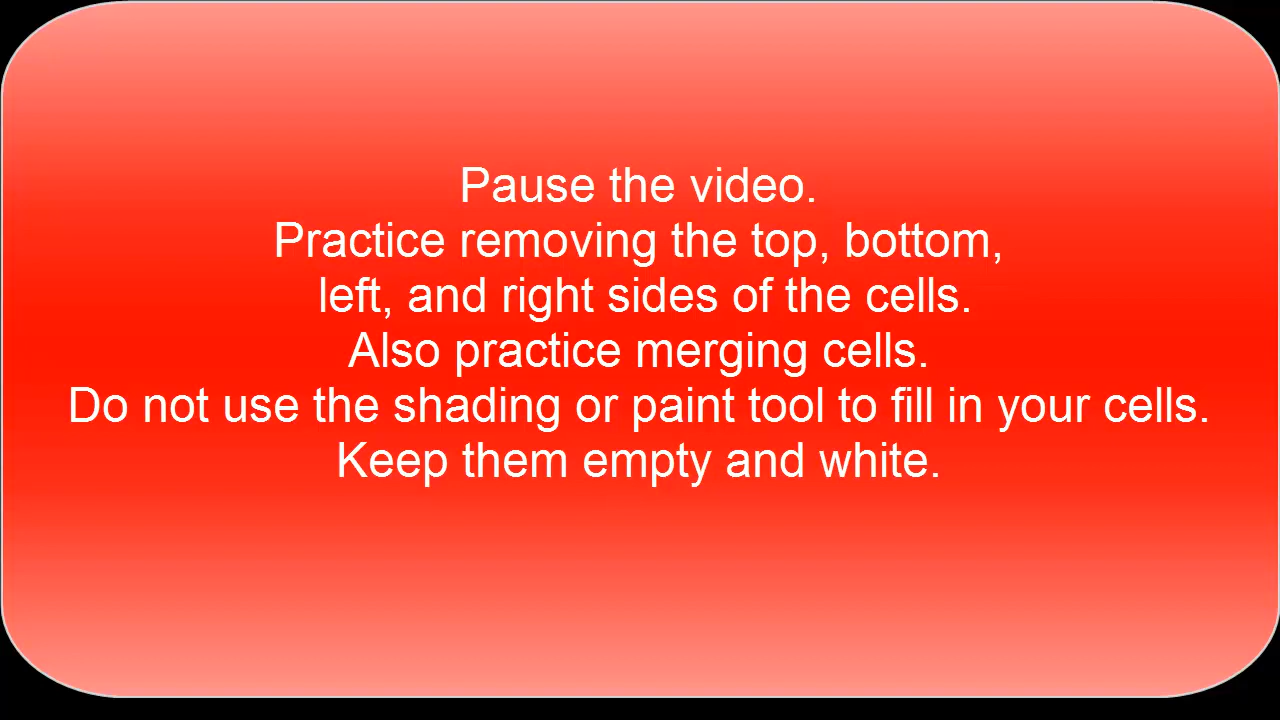 Pause the video.
Practice removing the top, bottom,
left, and right sides of the cells.
Also practice merging cells.
Do not use the shading or paint tool to fill in your cells.
Keep them empty and white.